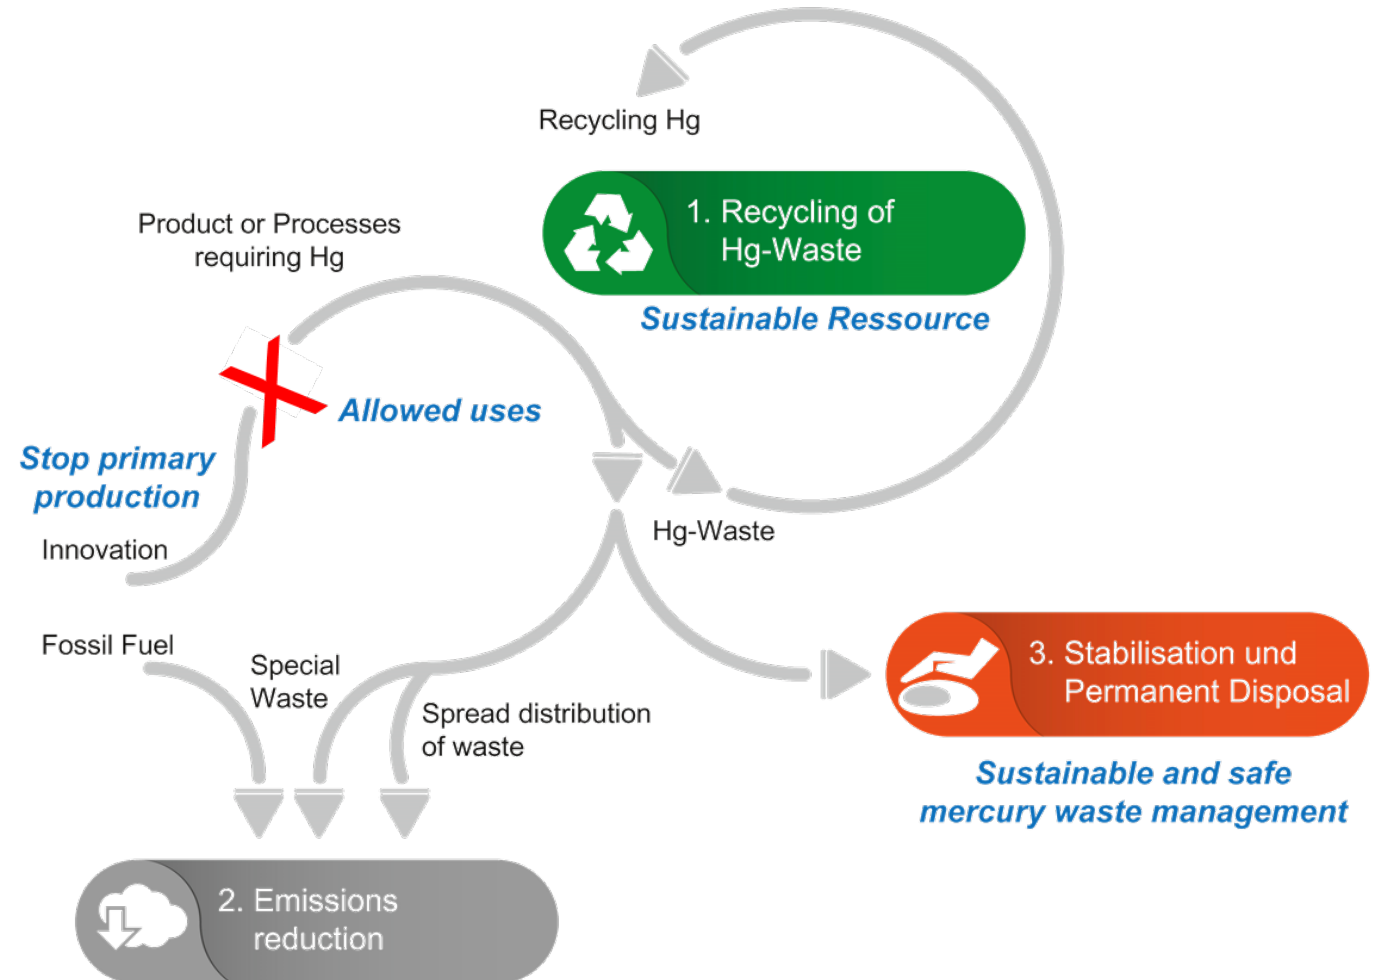 Recycling Hg
1. Recycling of
Hg-Waste
Sustainable Ressource
Product or Processes
requiring Hg
Allowed uses
Stop primary
production
Innovation
Hg-Waste
Fossil Fuel
Special
Waste
Spread distribution
of waste
3. Stabilisation und
Permanent Disposal
Sustainable and safe
mercury waste management
2. Emissions
reduction